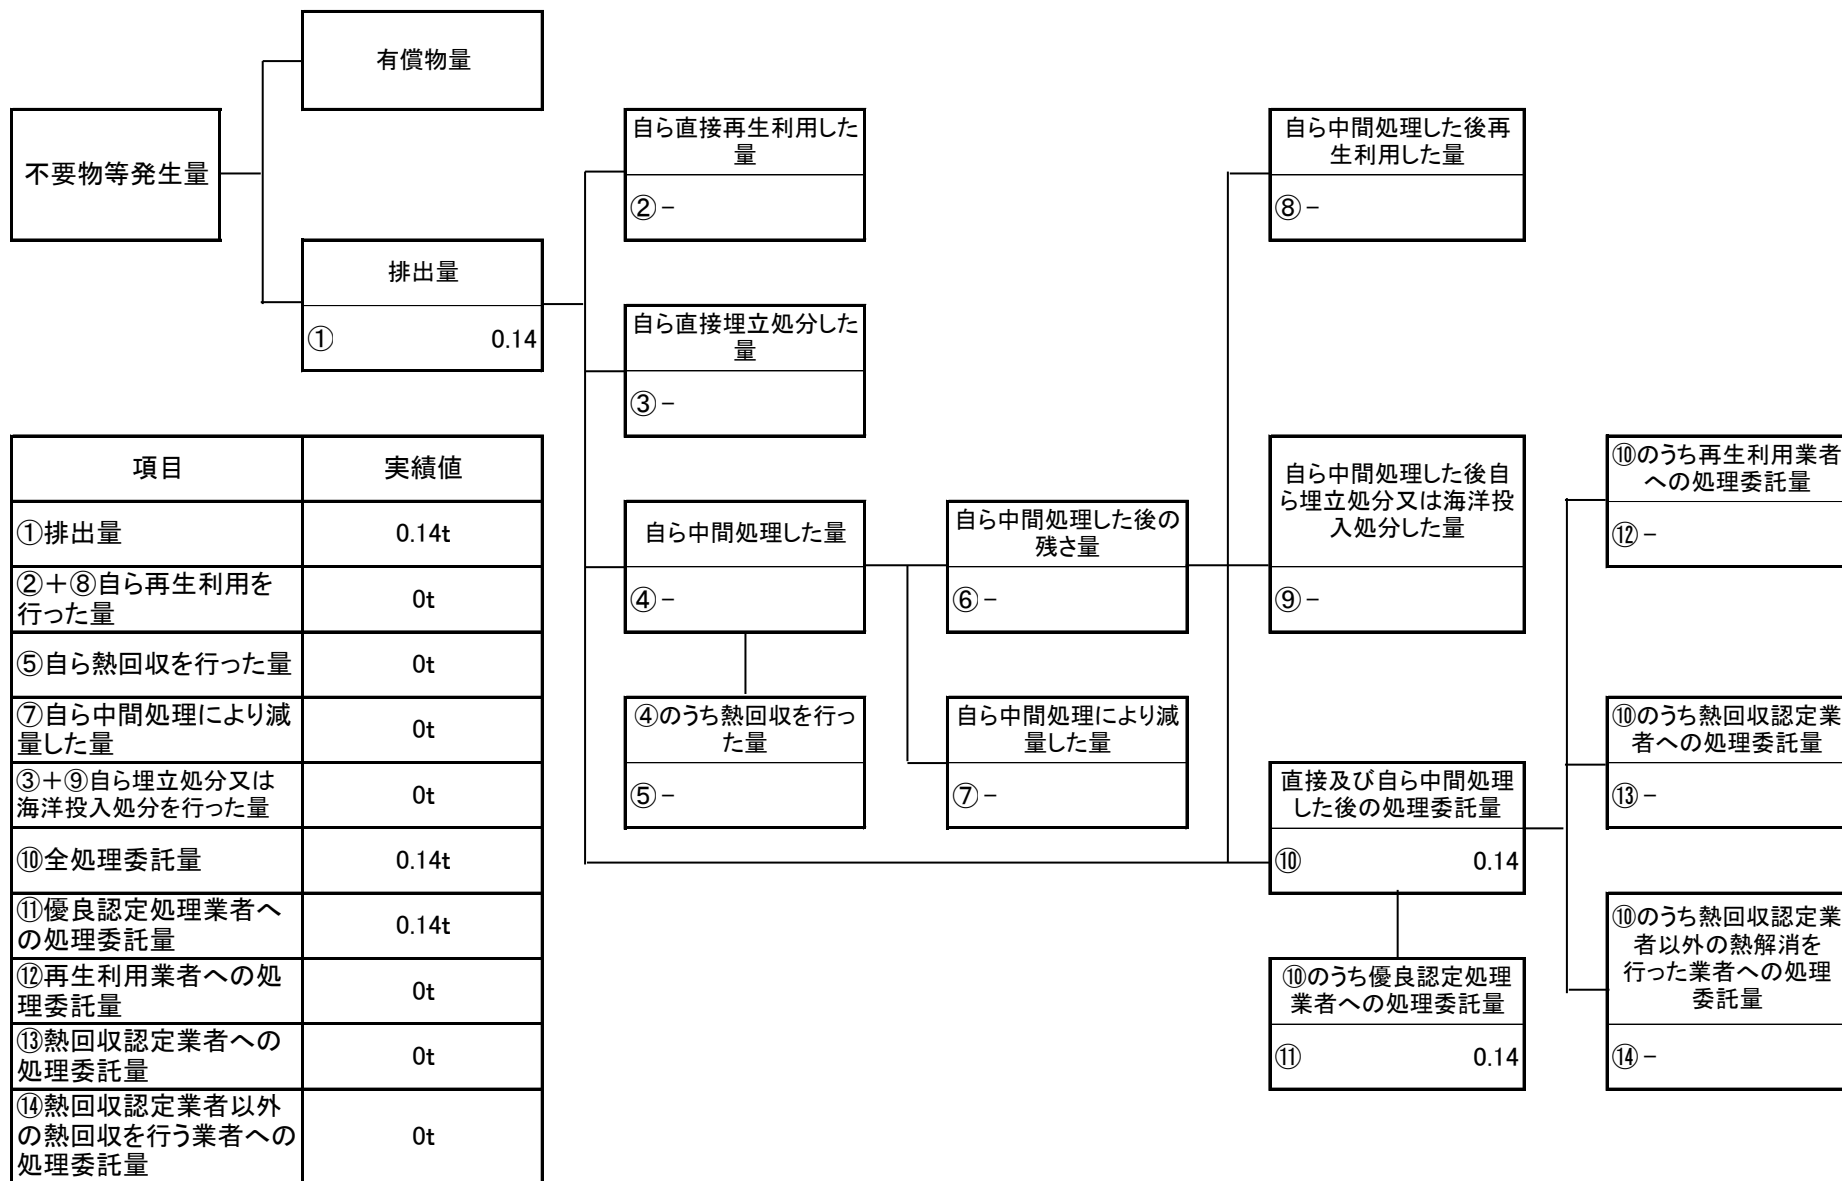 有償物量
不要物等発生量
排出量
① 0.14
自ら直接再生利用した
量
②－
自ら直接埋立処分した
量
③－
自ら中間処理した量
④－
④のうち熱回収を行っ
た量
⑤－
自ら中間処理した後の
残さ量
⑥－
自ら中間処理により減
量した量
⑦－
自ら中間処理した後再
生利用した量
⑧－
自ら中間処理した後自
ら埋立処分又は海洋投
入処分した量
⑨－
直接及び自ら中間処理
した後の処理委託量
⑩ 0.14
⑩のうち優良認定処理
業者への処理委託量
⑪ 0.14
⑩のうち再生利用業者
への処理委託量
⑫－
⑩のうち熱回収認定業
者への処理委託量
⑬－
⑩のうち熱回収認定業
者以外の熱解消を
行った業者への処理
委託量
⑭－
項目 実績値
①排出量 0.14t
②＋⑧自ら再生利用を
行った量 0t
⑤自ら熱回収を行った量 0t
⑦自ら中間処理により減
量した量 0t
③＋⑨自ら埋立処分又は
海洋投入処分を行った量 0t
⑩全処理委託量 0.14t
⑪優良認定処理業者へ
の処理委託量 0.14t
⑫再生利用業者への処
理委託量 0t
⑬熱回収認定業者への
処理委託量 0t
⑭熱回収認定業者以外
の熱回収を行う業者への
処理委託量 0t